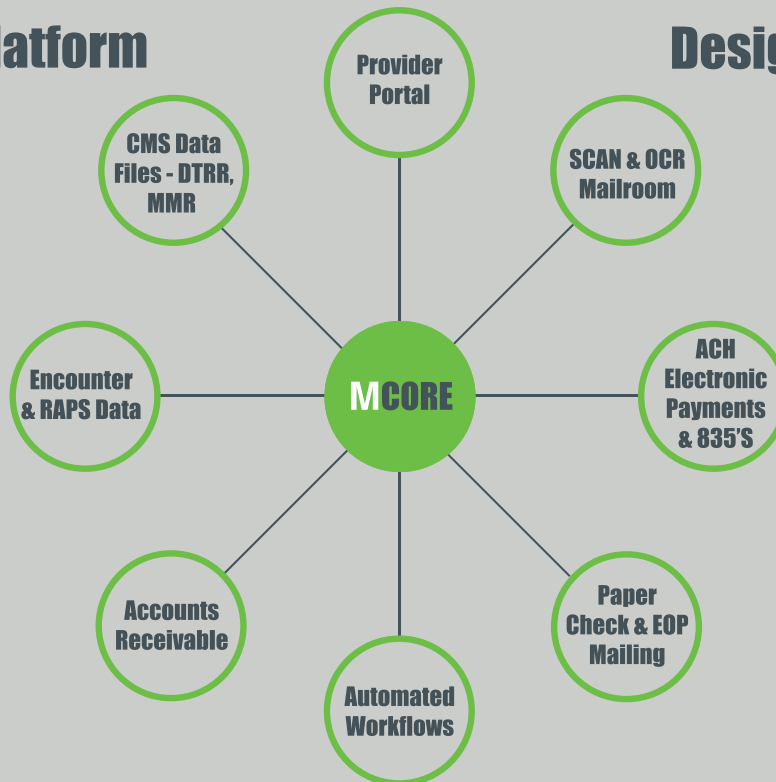 latform
Desig
Provider
Portal
CMS Data
Files - DTRR,
MMR
SCAN & OCR
Mailroom
Encounter
& RAPS Data
MCORE
ACH
Electronic
Payments
& 835'S
Accounts
Receivable
Paper
Check & EOP
Mailing
Automated
Workflows